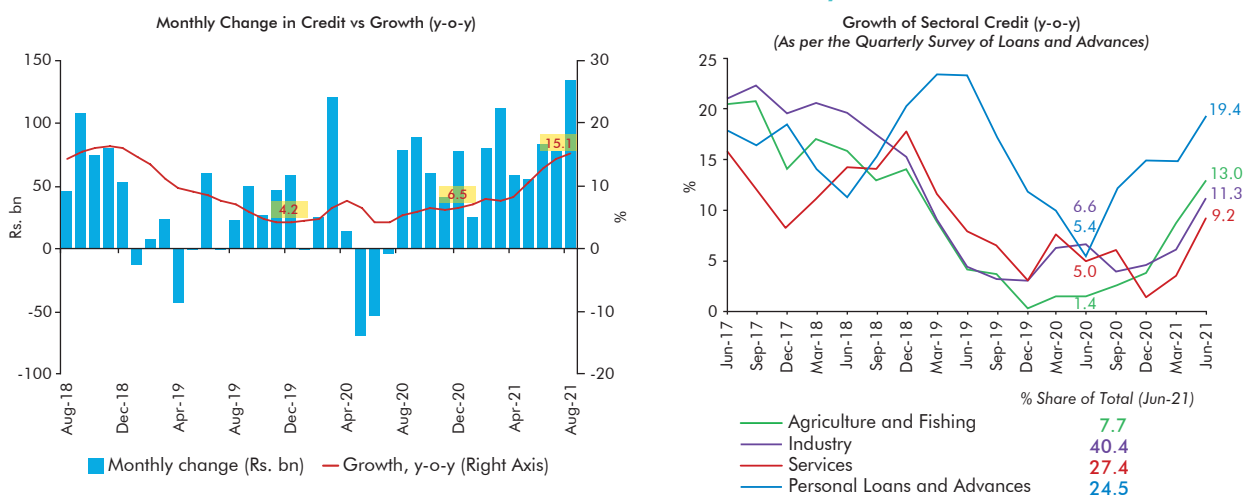 Monthly Change in Credit vs Growth (y-o-y)
150
100
50
0
-50
-100
Rs. bn
30
20
10
0
-10
-20
%
4.2
6.5
15.1
Aug-18
Dec-18
Apr-19
Aug-19
Dec-19
Apr-20
Aug-20
Dec-20
Apr-21
Aug-21
Monthly change (Rs. bn)
Growth, y-o-y (Right Axis)
Growth of Sectoral Credit (y-o-y)
(As per the Quarterly Survey of Loans and Advances)
25
20
15
10
5
0
%
19.4
13.0
11.3
9.2
6.6
5.4
5.0
1.4
Jun-17
Sep-17
Dec-17
Mar-18
Jun-18
Sep-18
Dec-18
Mar-19
Jun-19
Sep-19
Dec-19
Mar-20
Jun-20
Sep-20
Dec-20
Mar-21
Jun-21
% Share of Total (Jun-21)
Agriculture and Fishing 7.7
Industry 40.4
Services 27.4
Personal Loans and Advances 24.5